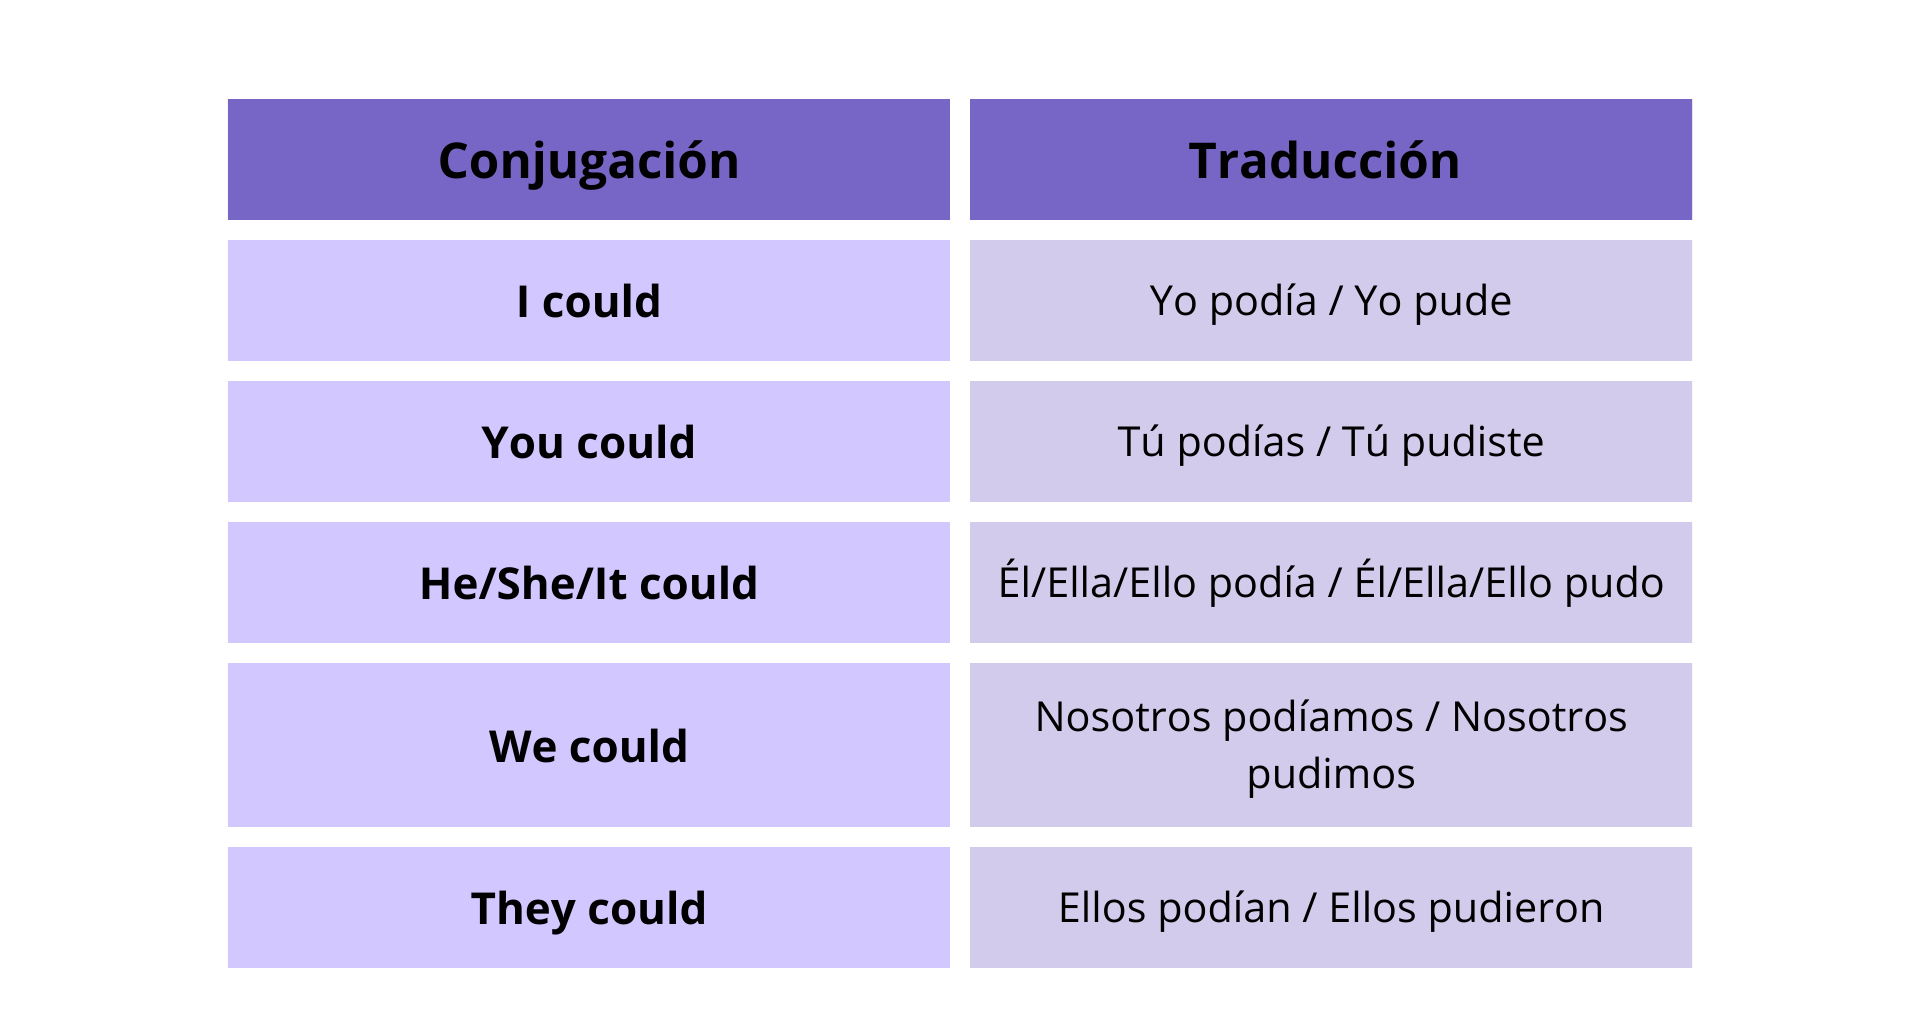 Conjugación
Traducción
I could
Yo podía / Yo pude
You could
Tú podías / Tú pudiste
He/She/It could
Él/Ella/Ello podía / Él/Ella/Ello pudo
We could
Nosotros podíamos / Nosotros
pudimos
They could
Ellos podían / Ellos pudieron